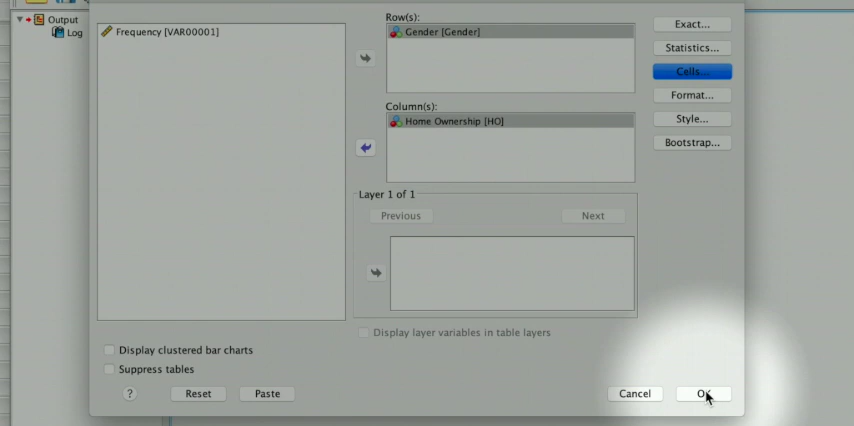 Output
Log
Frequency [VAR00001]
Row(s):
Gender [Gender]
Column(s):
Home Ownership [HO]
Exact...
Statistics...
Cells...
Format...
Style...
Bootstrap...
Layer 1 of 1
Previous
Next
Display layer variables in table layers
Display clustered bar charts
Suppress tables
?
Reset
Paste
Cancel
OK